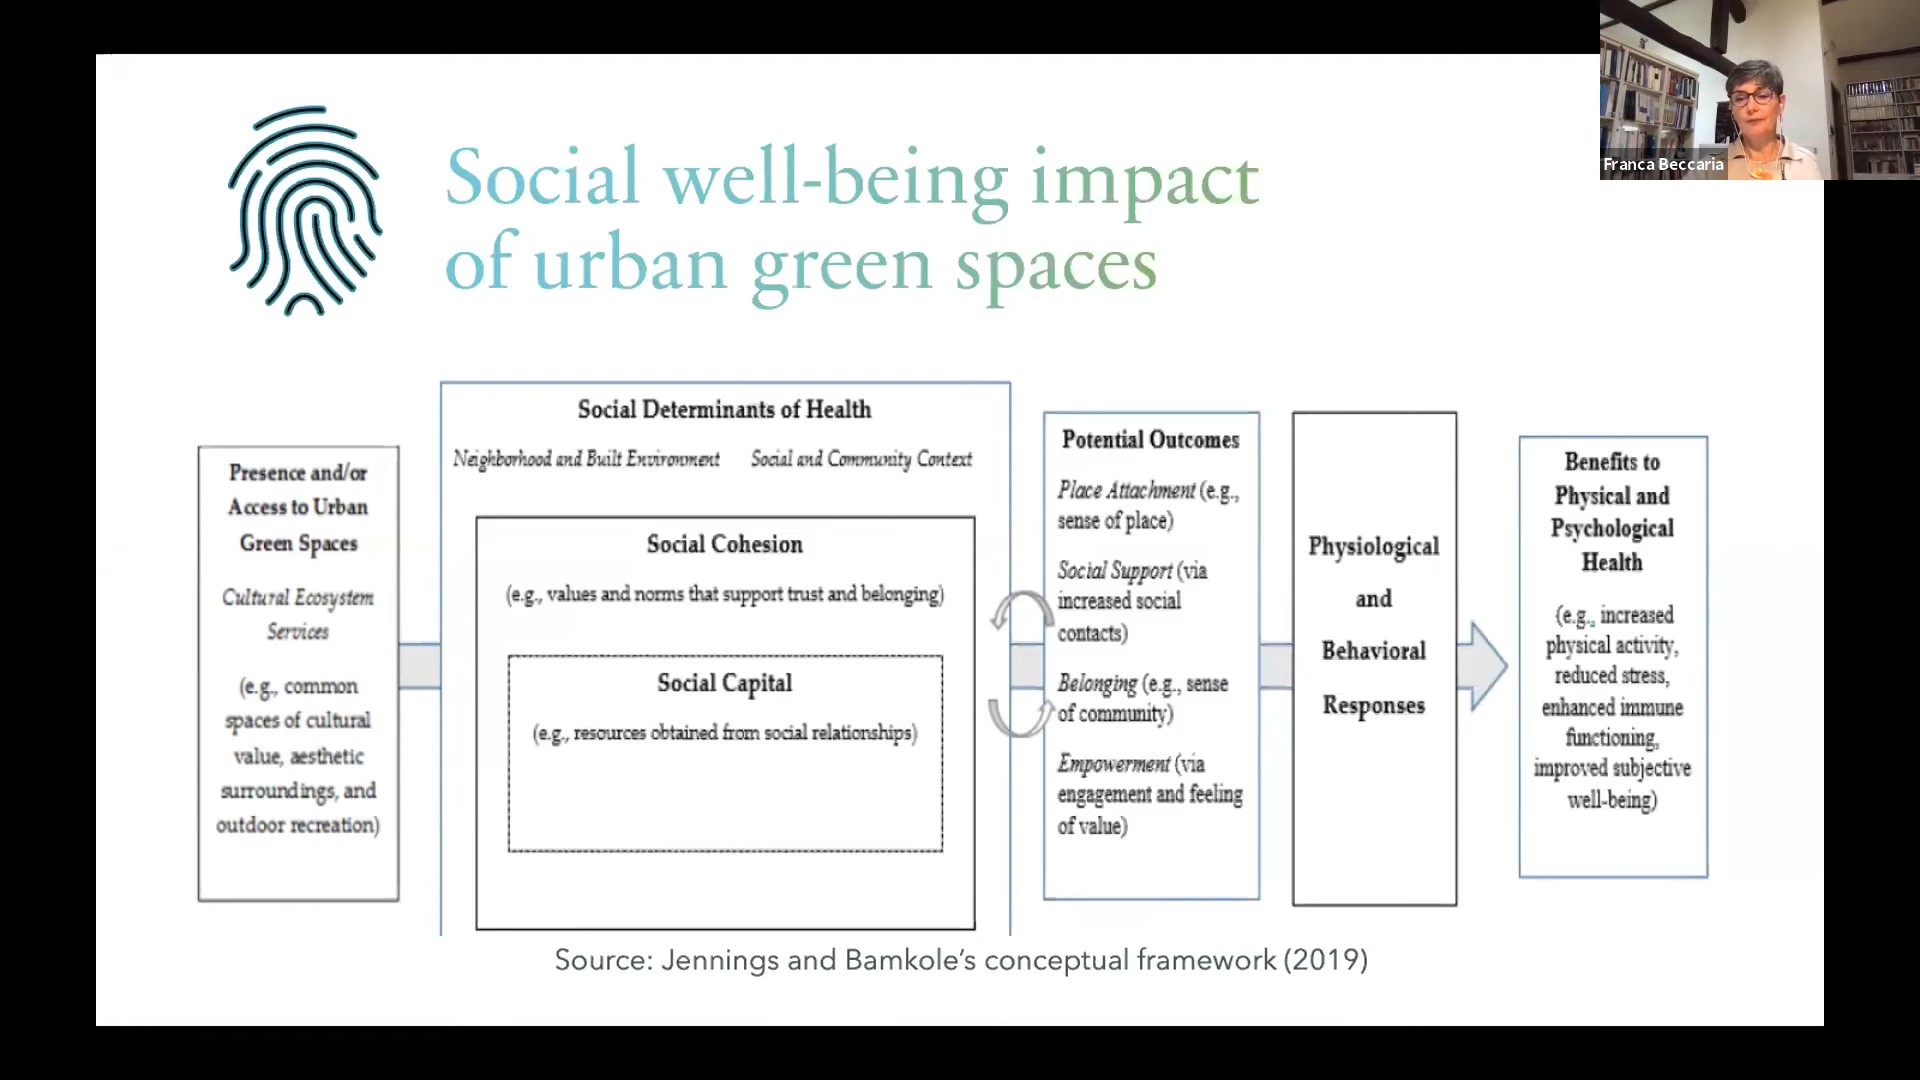 Franca Beccaria
Social well-being impact
of urban green spaces
Presence and/or
Access to Urban
Green Spaces
Cultural Ecosystem
Services
(e.g., common
spaces of cultural
value, aesthetic
surroundings, and
outdoor recreation)
Social Determinants of Health
Neighborhood and Built Environment Social and Community Context
Social Cohesion
(e.g., values and norms that support trust and belonging)
Social Capital
(e.g., resources obtained from social relationships)
Potential Outcomes
Place Attachment (e.g.,
sense of place)
Social Support (via
increased social
contacts)
Belonging (e.g., sense
of community)
Empowerment (via
engagement and feeling
of value)
Physiological
and
Behavioral
Responses
Benefits to
Physical and
Psychological
Health
(e.g., increased
physical activity,
reduced stress,
enhanced immune
functioning,
improved subjective
well-being)
Source: Jennings and Bamkole’s conceptual framework (2019)